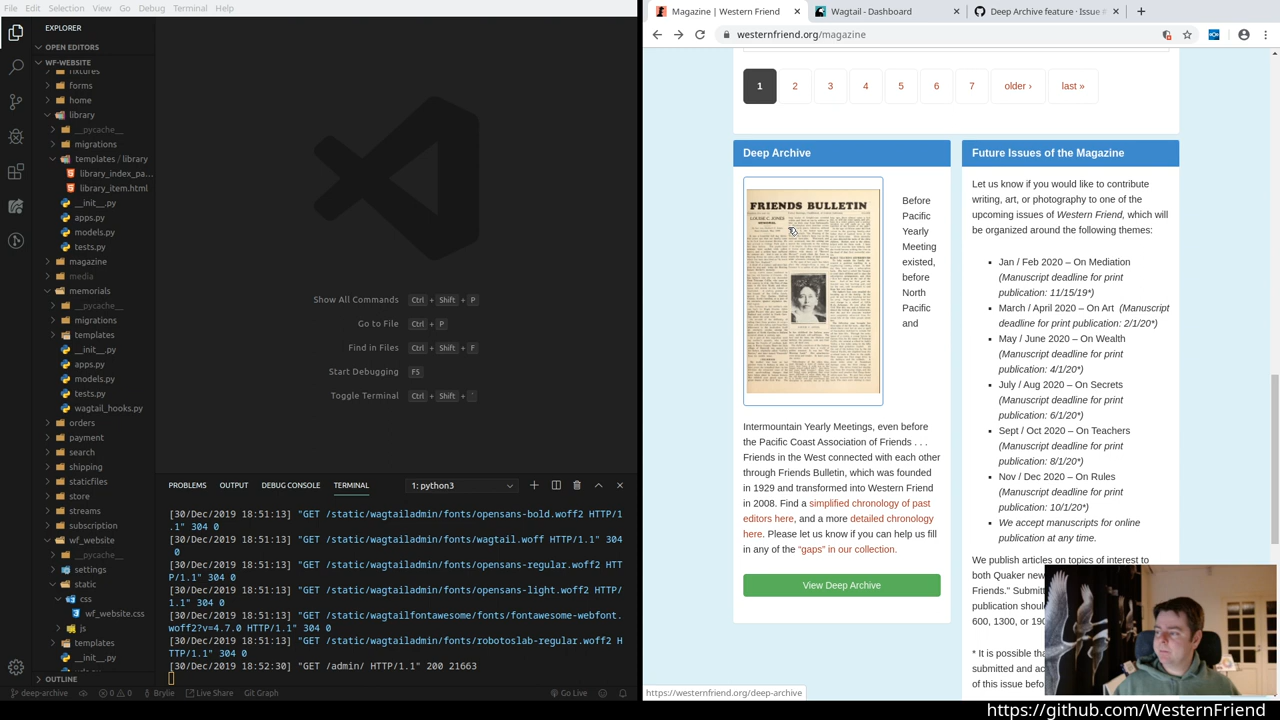 File Edit Selection View Go Debug Terminal Help
Magazine | Western Friend
Wagtail - Dashboard
Deep Archive feature · Issue #
westernfriend.org/magazine
EXPLORER
OPEN EDITORS
WF-WEBSITE
fixtures
forms
home
library
__pycache__
migrations
templates / library
library_index_pa...
library_item.html
__init__.py
apps.py
models.py
tests.py
magazine
media
memorials
__pycache__
migrations
templates
__init__.py
apps.py
models.py
tests.py
wagtail_hooks.py
orders
payment
search
shipping
staticfiles
store
streams
subscription
wf_website
__pycache__
settings
static
css
wf_website.css
js
templates
__init__.py
OUTLINE
Show All Commands Ctrl + Shift + P
Go to File Ctrl + P
Find in Files Ctrl + Shift + F
Start Debugging F5
Toggle Terminal Ctrl + Shift + `
PROBLEMS OUTPUT DEBUG CONSOLE TERMINAL 1: python3
[30/Dec/2019 18:51:13] "GET /static/wagtailadmin/fonts/opensans-bold.woff2 HTTP/1
.1" 304 0
[30/Dec/2019 18:51:13] "GET /static/wagtailadmin/fonts/wagtail.woff HTTP/1.1" 304
0
[30/Dec/2019 18:51:13] "GET /static/wagtailadmin/fonts/opensans-regular.woff2 HT
TP/1.1" 304 0
[30/Dec/2019 18:51:13] "GET /static/wagtailadmin/fonts/opensans-light.woff2 HTTP/
1.1" 304 0
[30/Dec/2019 18:51:13] "GET /static/wagtailfontawesome/fonts/fontawesome-webfont.
woff2?v=4.7.0 HTTP/1.1" 304 0
[30/Dec/2019 18:51:13] "GET /static/wagtailadmin/fonts/robotoslab-regular.woff2 H
TTP/1.1" 304 0
[30/Dec/2019 18:52:30] "GET /admin/ HTTP/1.1" 200 21663
deep-archive 0 0 Brylie Live Share Git Graph Go Live
1 2 3 4 5 6 7 older › last »
Deep Archive
FRIENDS BULLETIN
LOUISE C. JONES
Before
Pacific
Yearly
Meeting
existed,
before
North
Pacific
and
Intermountain Yearly Meetings, even before
the Pacific Coast Association of Friends . . .
Friends in the West connected with each other
through Friends Bulletin, which was founded
in 1929 and transformed into Western Friend
in 2008. Find a simplified chronology of past
editors here, and a more detailed chronology
here. Please let us know if you can help us fill
in any of the "gaps" in our collection.
View Deep Archive
https://westernfriend.org/deep-archive
Future Issues of the Magazine
Let us know if you would like to contribute
writing, art, or photography to one of the
upcoming issues of Western Friend, which will
be organized around the following themes:
Jan / Feb 2020 – On Mediation
(Manuscript deadline for print
publication: 11/15/19*)
March / April 2020 – On Art (Manuscript
deadline for print publication: 2/1/20*)
May / June 2020 – On Wealth
(Manuscript deadline for print
publication: 4/1/20*)
July / Aug 2020 – On Secrets
(Manuscript deadline for print
publication: 6/1/20*)
Sept / Oct 2020 – On Teachers
(Manuscript deadline for print
publication: 8/1/20*)
Nov / Dec 2020 – On Rules
(Manuscript deadline for print
publication: 10/1/20*)
We accept manuscripts for online
publication at any time.
We publish articles on topics of interest to
both Quaker new
Friends." Submit
publication shoul
600, 1300, or 190
* It is possible tha
submitted and ac
of this issue befo
https://github.com/WesternFriend